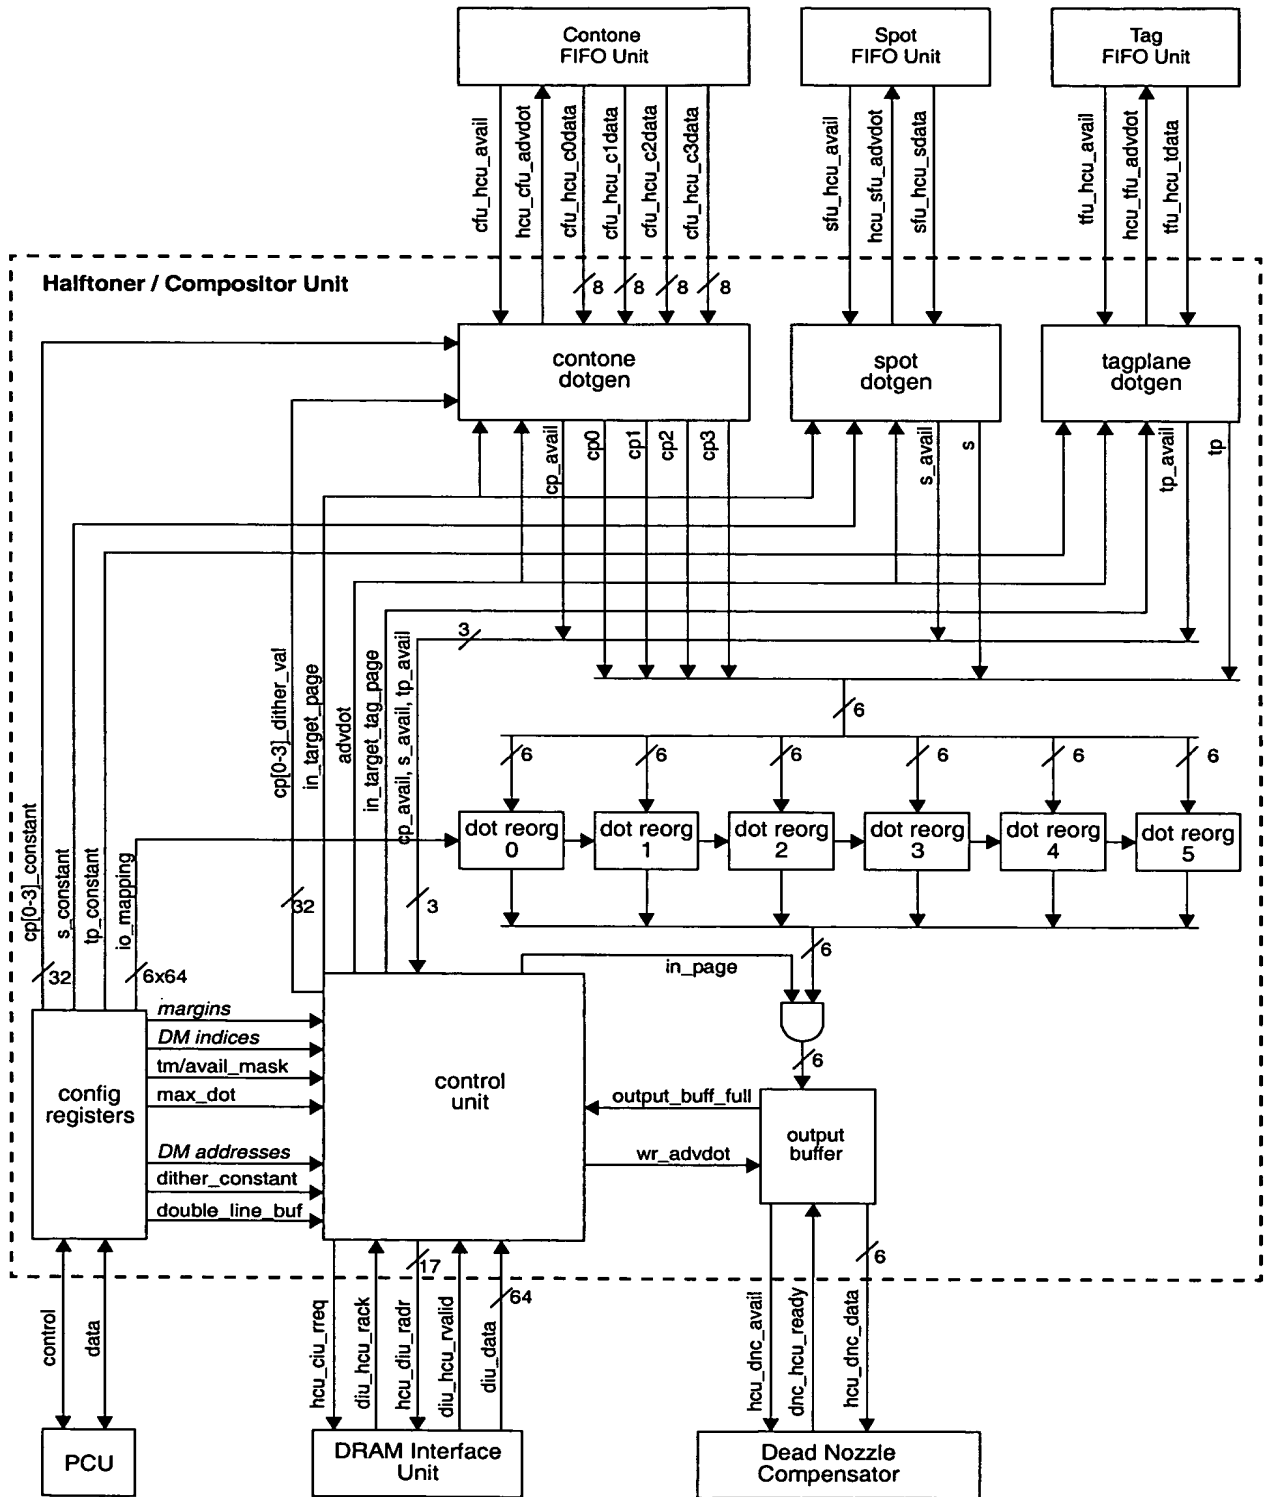 Contone
FIFO Unit
Spot
FIFO Unit
Tag
FIFO Unit
cfu_hcu_avail
hcu_cfu_advdot
cfu_hcu_c0data
cfu_hcu_c1data
cfu_hcu_c2data
cfu_hcu_c3data
sfu_hcu_avail
hcu_sfu_advdot
sfu_hcu_sdata
tfu_hcu_avail
hcu_tfu_advdot
tfu_hcu_tdata
Halftoner / Compositor Unit
8
8
8
8
contone
dotgen
spot
dotgen
tagplane
dotgen
cp_avail
cp0
cp1
cp2
cp3
s_avail
s
tp_avail
tp
3
cp[0-3]_dither_val
in_target_page
advdot
in_target_tag_page
cp_avail, s_avail, tp_avail
6
6
6
6
6
6
6
dot reorg
0
dot reorg
1
dot reorg
2
dot reorg
3
dot reorg
4
dot reorg
5
cp[0-3]_constant
s_constant
tp_constant
io_mapping
32
3
32
6x64
6
in_page
6
config
registers
margins
DM indices
tm/avail_mask
max_dot
DM addresses
dither_constant
double_line_buf
control
unit
output_buff_full
wr_advdot
output
buffer
17
64
6
control
data
hcu_ciu_rreq
diu_hcu_rack
hcu_diu_radr
diu_hcu_rvalid
diu_data
hcu_dnc_avail
dnc_hcu_ready
hcu_dnc_data
PCU
DRAM Interface
Unit
Dead Nozzle
Compensator